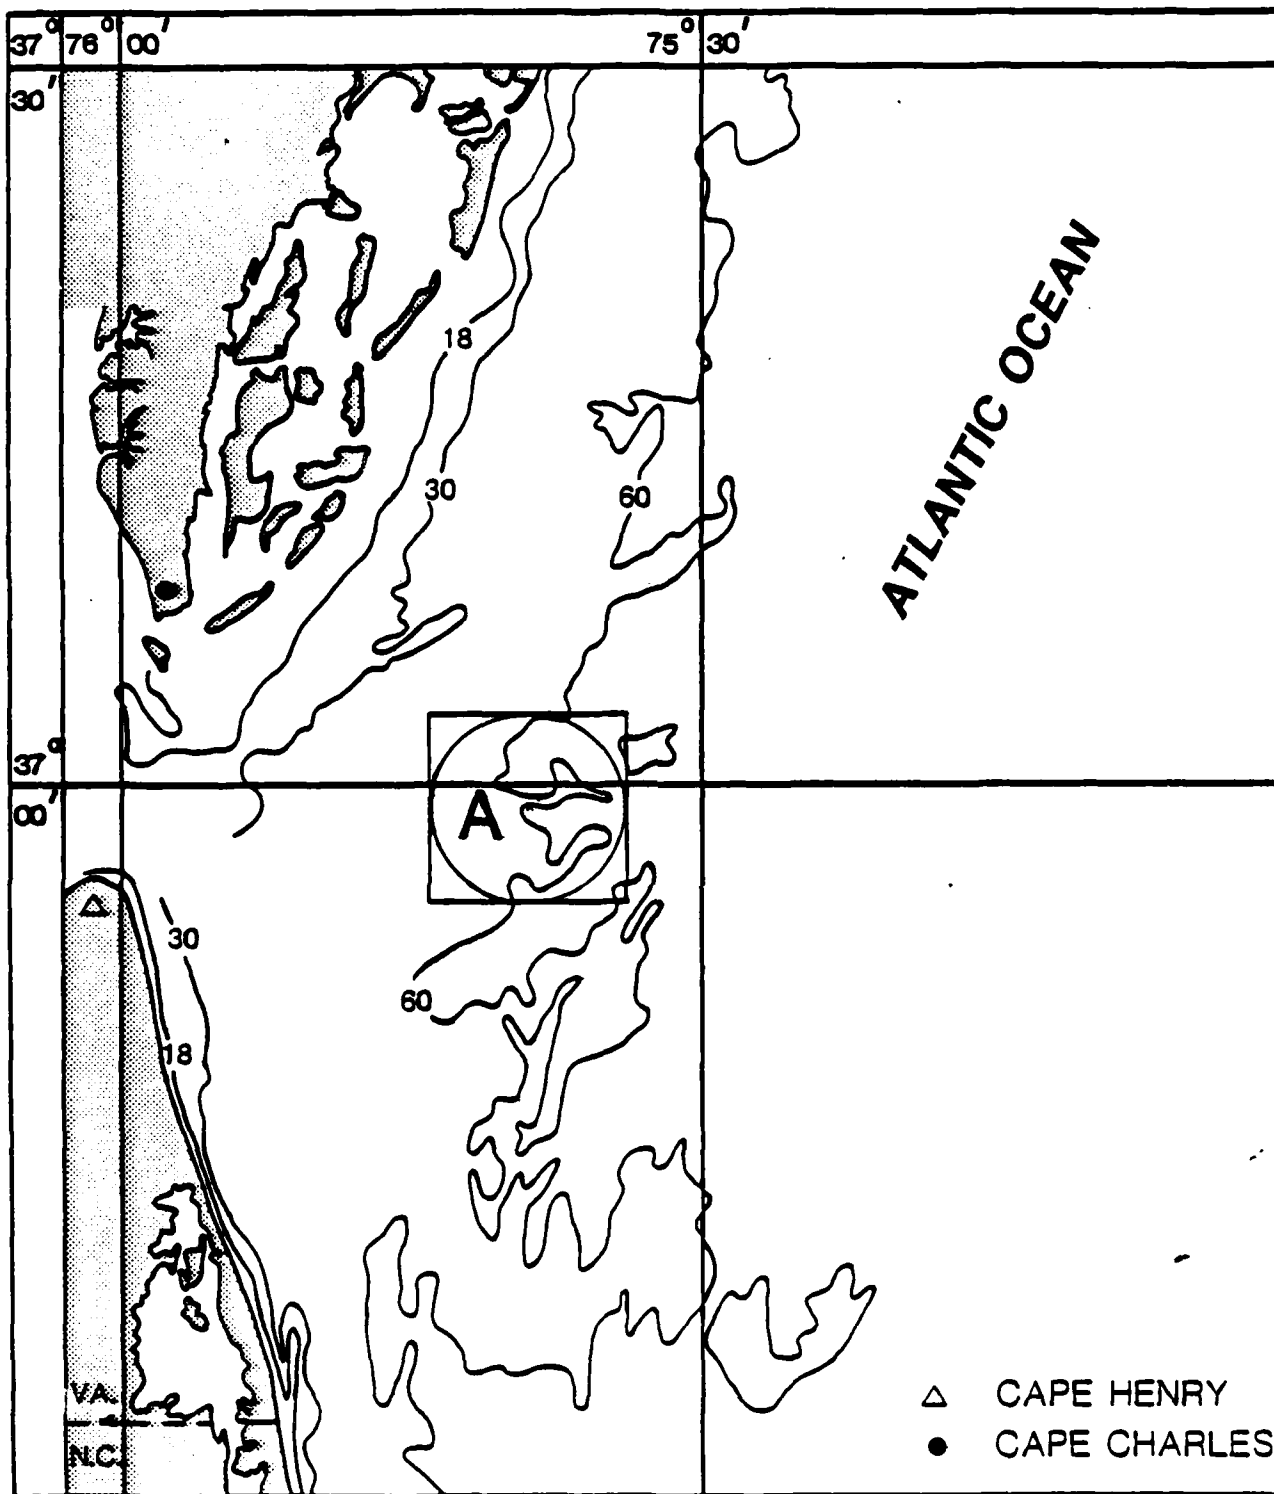 37° 76° 00' 75° 30'
30'
18
30
60
ATLANTIC OCEAN
37°
00'
A
30
60
18
VA.
N.C.
△ CAPE HENRY
● CAPE CHARLES